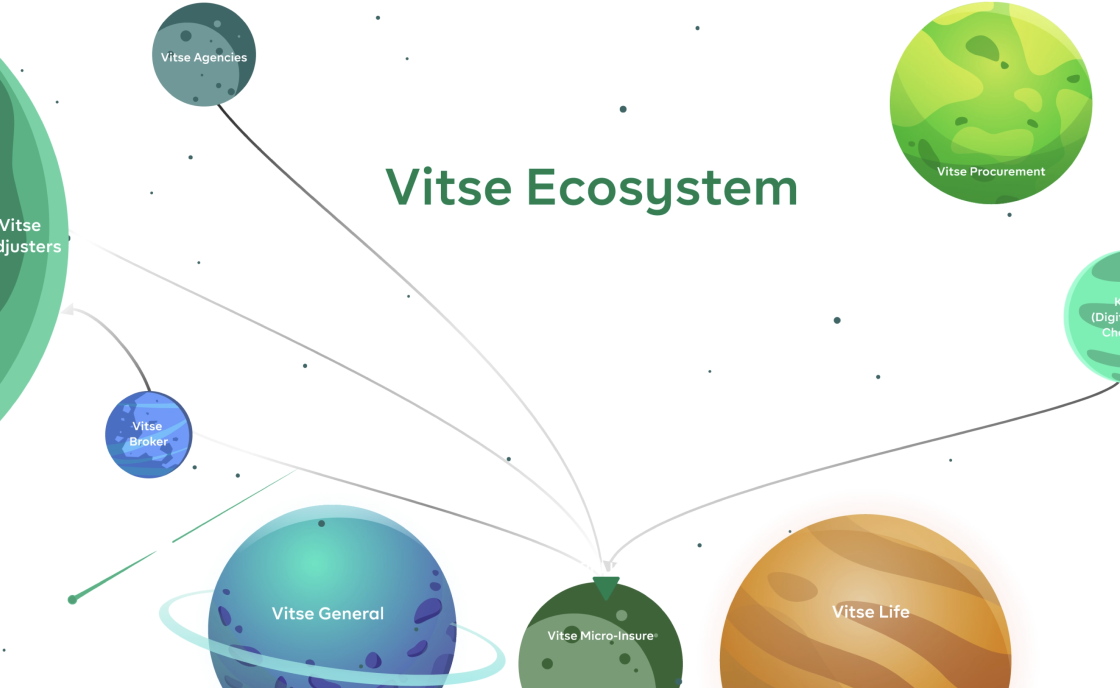 Vitse Agencies
Vitse Ecosystem
Vitse Procurement
Vitse
djusters
(Digi
Ch
Vitse
Broker
Vitse General
Vitse Micro-Insure
Vitse Life